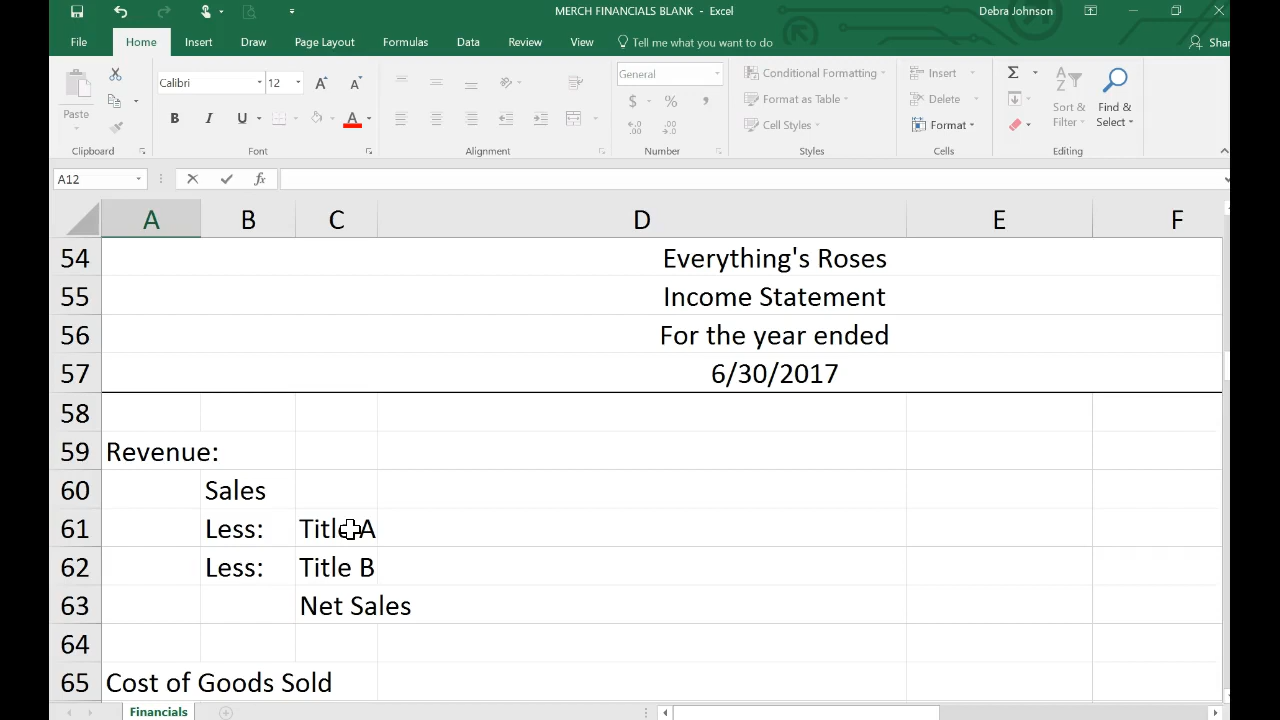 MERCH FINANCIALS BLANK - Excel
Debra Johnson
File Home Insert Draw Page Layout Formulas Data Review View Tell me what you want to do
Paste
Calibri 12
B I U A
General
$ % ,
Conditional Formatting
Format as Table
Cell Styles
Insert
Delete
Format
Σ
Sort & Filter
Find & Select
Clipboard Font Alignment Number Styles Cells Editing
A12 fx
A B C D E F
54 Everything's Roses
55 Income Statement
56 For the year ended
57 6/30/2017
58
59 Revenue:
60 Sales
61 Less: Title A
62 Less: Title B
63 Net Sales
64
65 Cost of Goods Sold
Financials